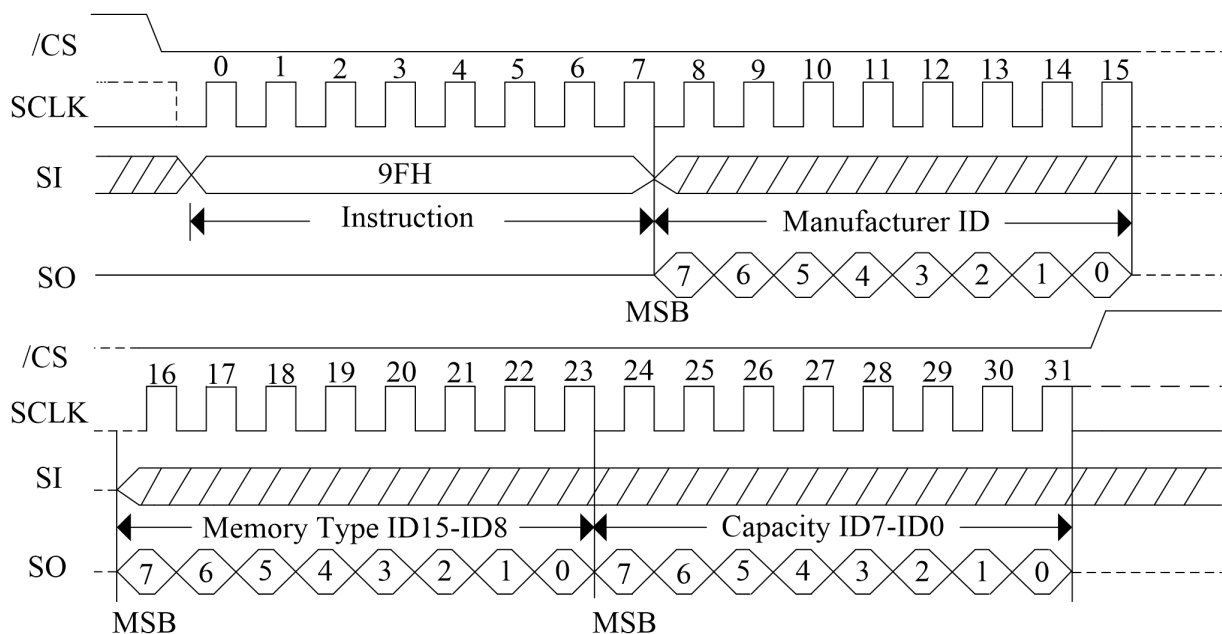 /CS
0 1 2 3 4 5 6 7 8 9 10 11 12 13 14 15
SCLK
SI 9FH
Instruction Manufacturer ID
SO 7 6 5 4 3 2 1 0
MSB
/CS
16 17 18 19 20 21 22 23 24 25 26 27 28 29 30 31
SCLK
SI
Memory Type ID15-ID8 Capacity ID7-ID0
SO 7 6 5 4 3 2 1 0 7 6 5 4 3 2 1 0
MSB MSB